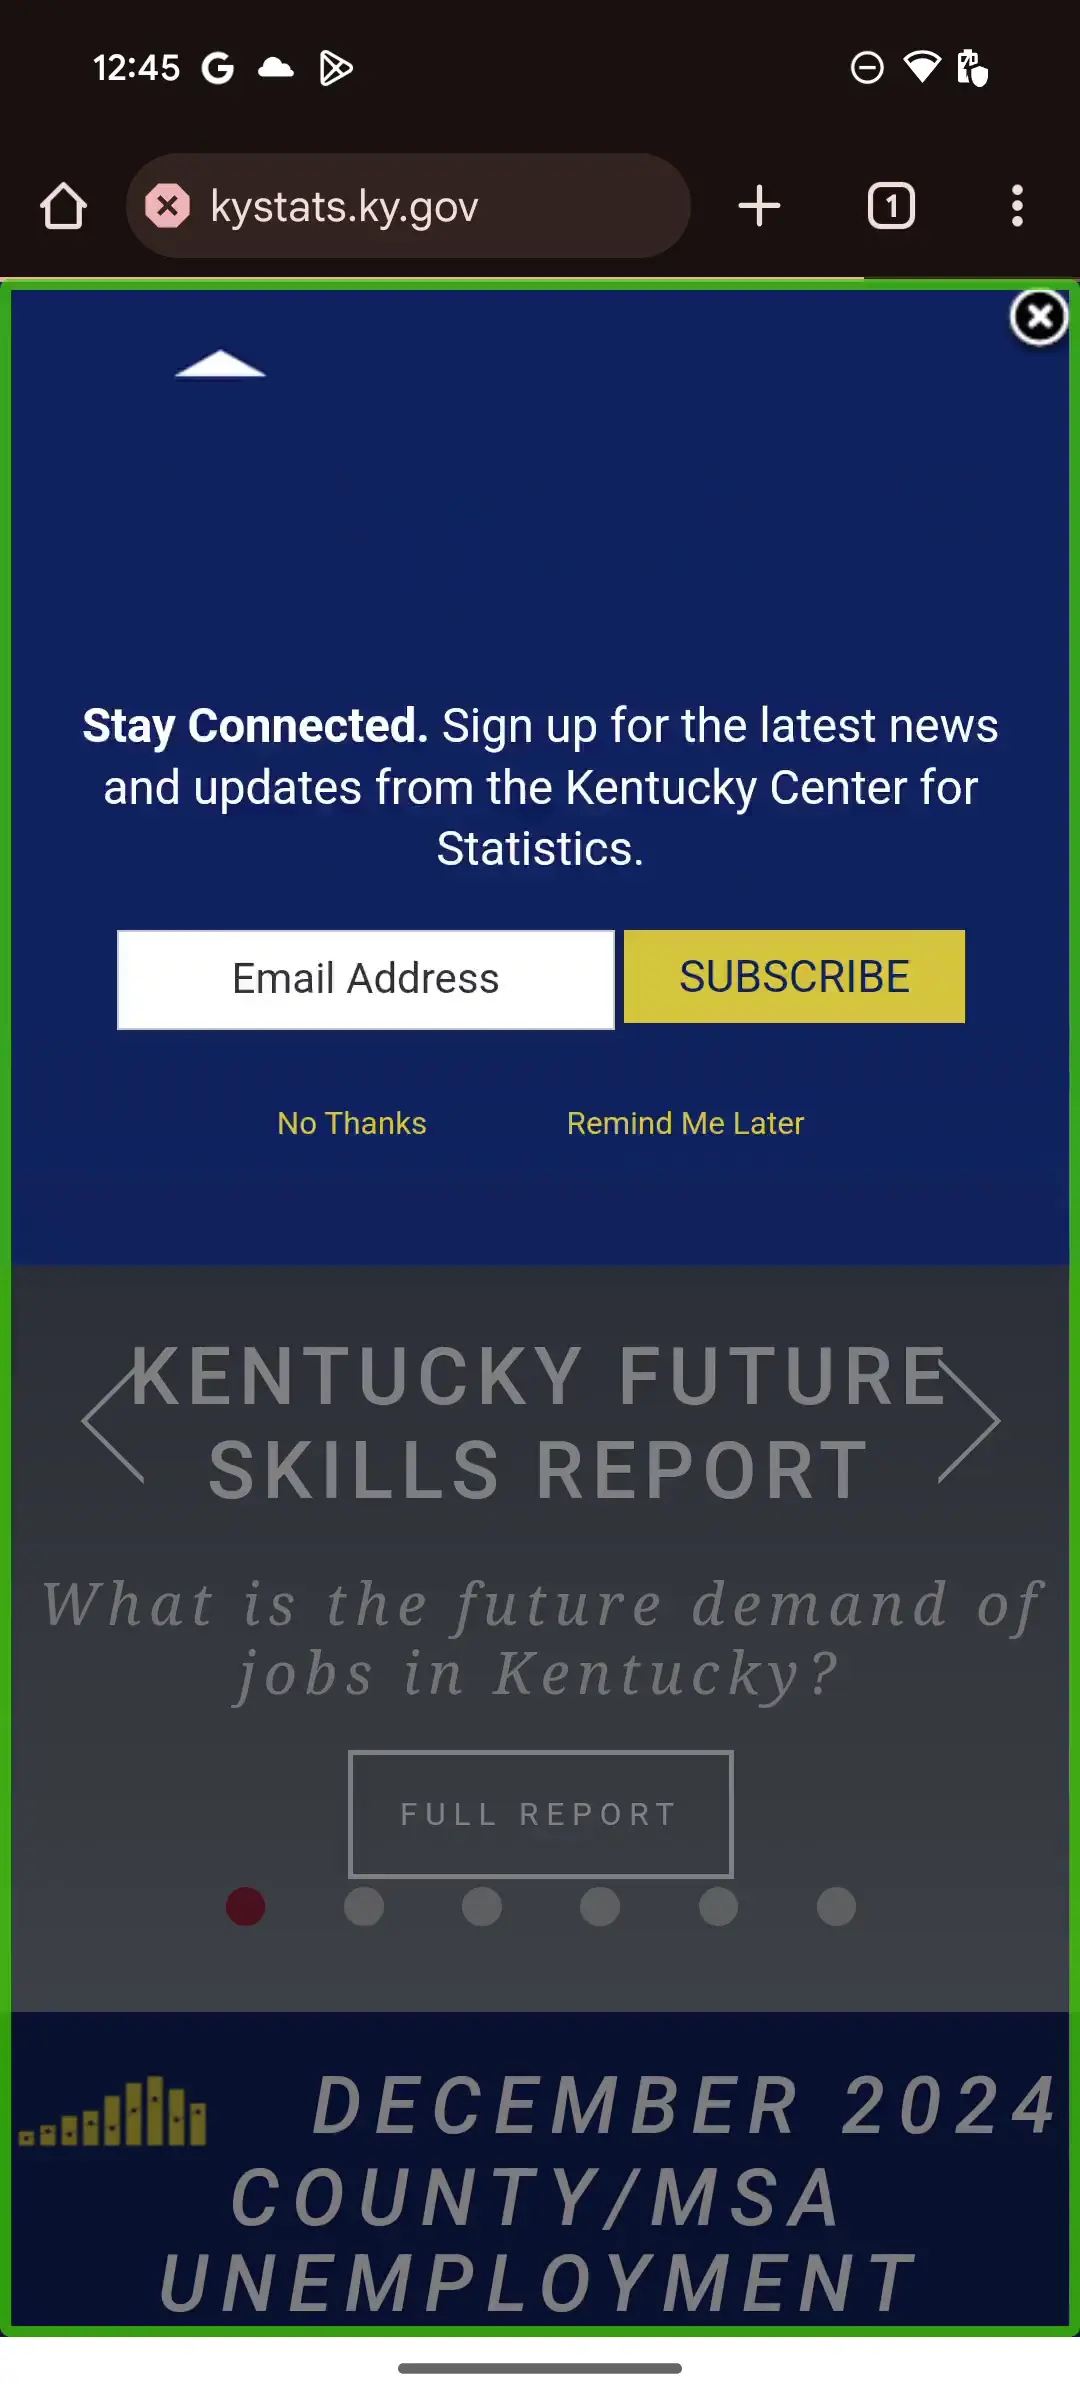 12:45
kystats.ky.gov
1
Stay Connected. Sign up for the latest news
and updates from the Kentucky Center for
Statistics.
Email Address
SUBSCRIBE
No Thanks
Remind Me Later
KENTUCKY FUTURE
SKILLS REPORT
What is the future demand of
jobs in Kentucky?
FULL REPORT
DECEMBER 2024
COUNTY/MSA
UNEMPLOYMENT